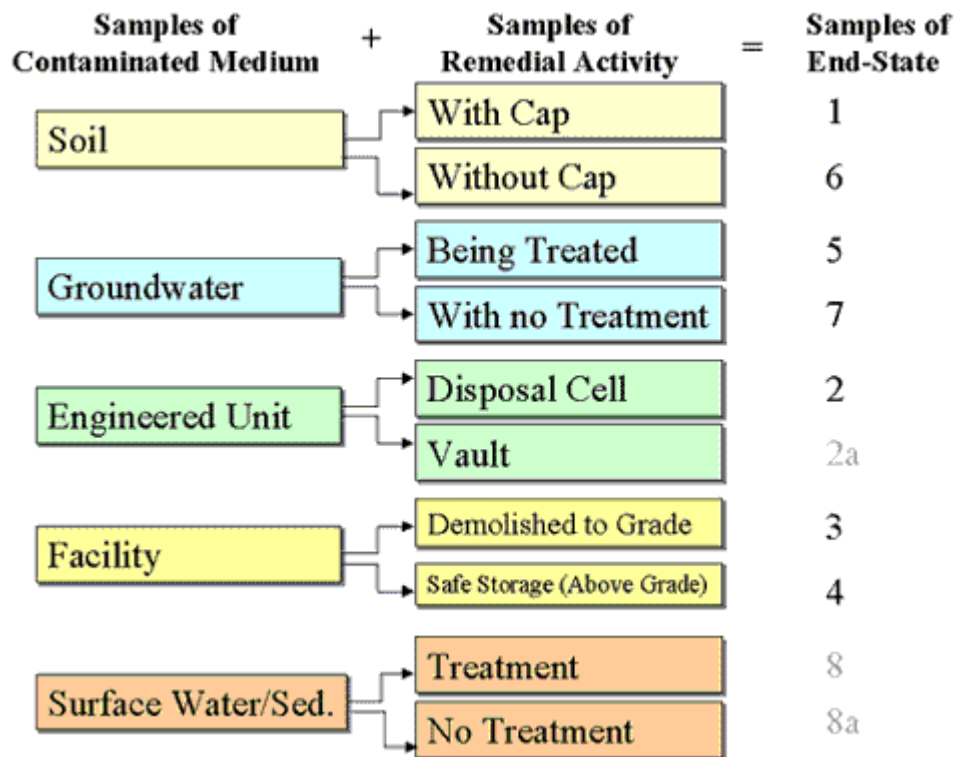 Samples of
Contaminated Medium
+
Samples of
Remedial Activity
=
Samples of
End-State
Soil
With Cap
1
Without Cap
6
Groundwater
Being Treated
5
With no Treatment
7
Engineered Unit
Disposal Cell
2
Vault
2a
Facility
Demolished to Grade
3
Safe Storage (Above Grade)
4
Surface Water/Sed.
Treatment
8
No Treatment
8a